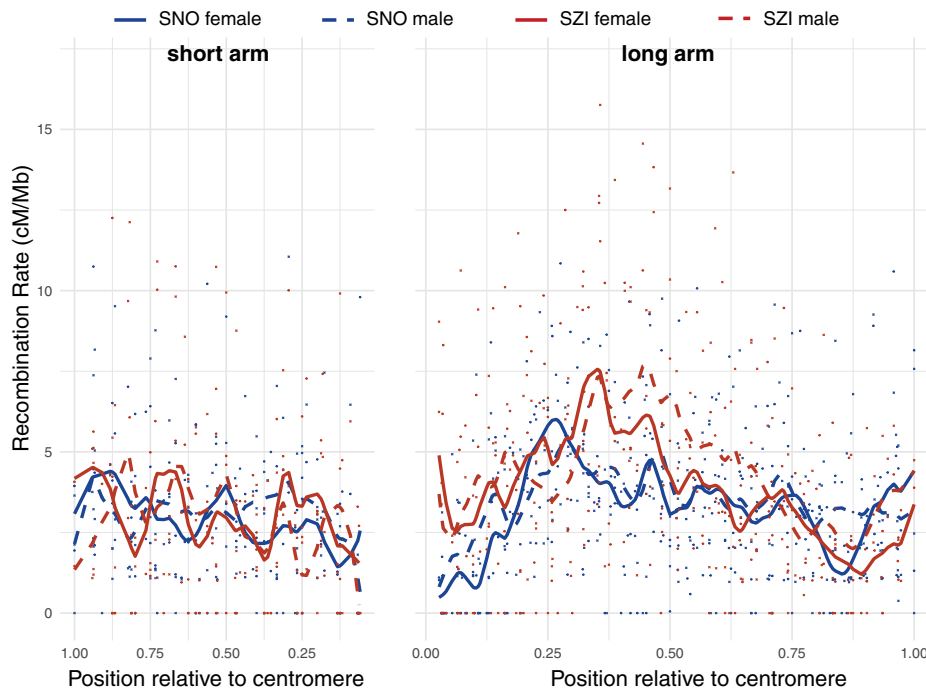 SNO female SNO male SZI female SZI male
short arm long arm
Recombination Rate (cM/Mb)
15
10
5
0
1.00 0.75 0.50 0.25 0.00 0.25 0.50 0.75 1.00
Position relative to centromere Position relative to centromere